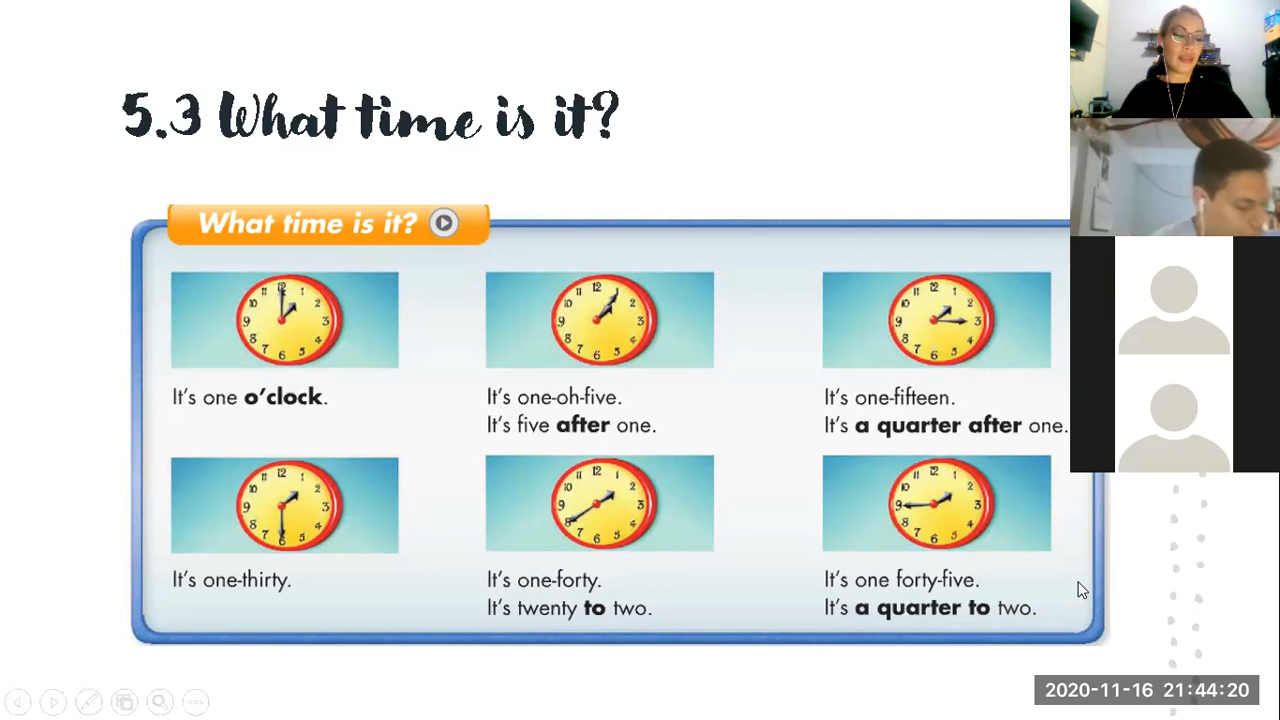 5.3 What time is it?
What time is it?
It's one o'clock.
It's one-oh-five.
It's five after one.
It's one-fifteen.
It's a quarter after one.
It's one-thirty.
It's one-forty.
It's twenty to two.
It's one forty-five.
It's a quarter to two.
2020-11-16 21:44:20